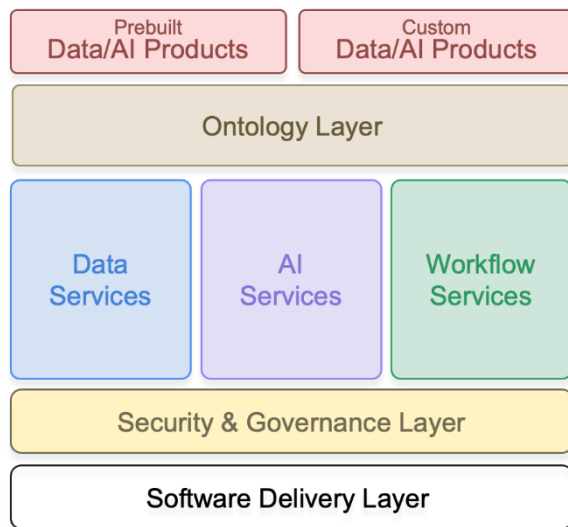 Prebuilt
Data/AI Products
Custom
Data/AI Products
Ontology Layer
Data
Services
AI
Services
Workflow
Services
Security & Governance Layer
Software Delivery Layer